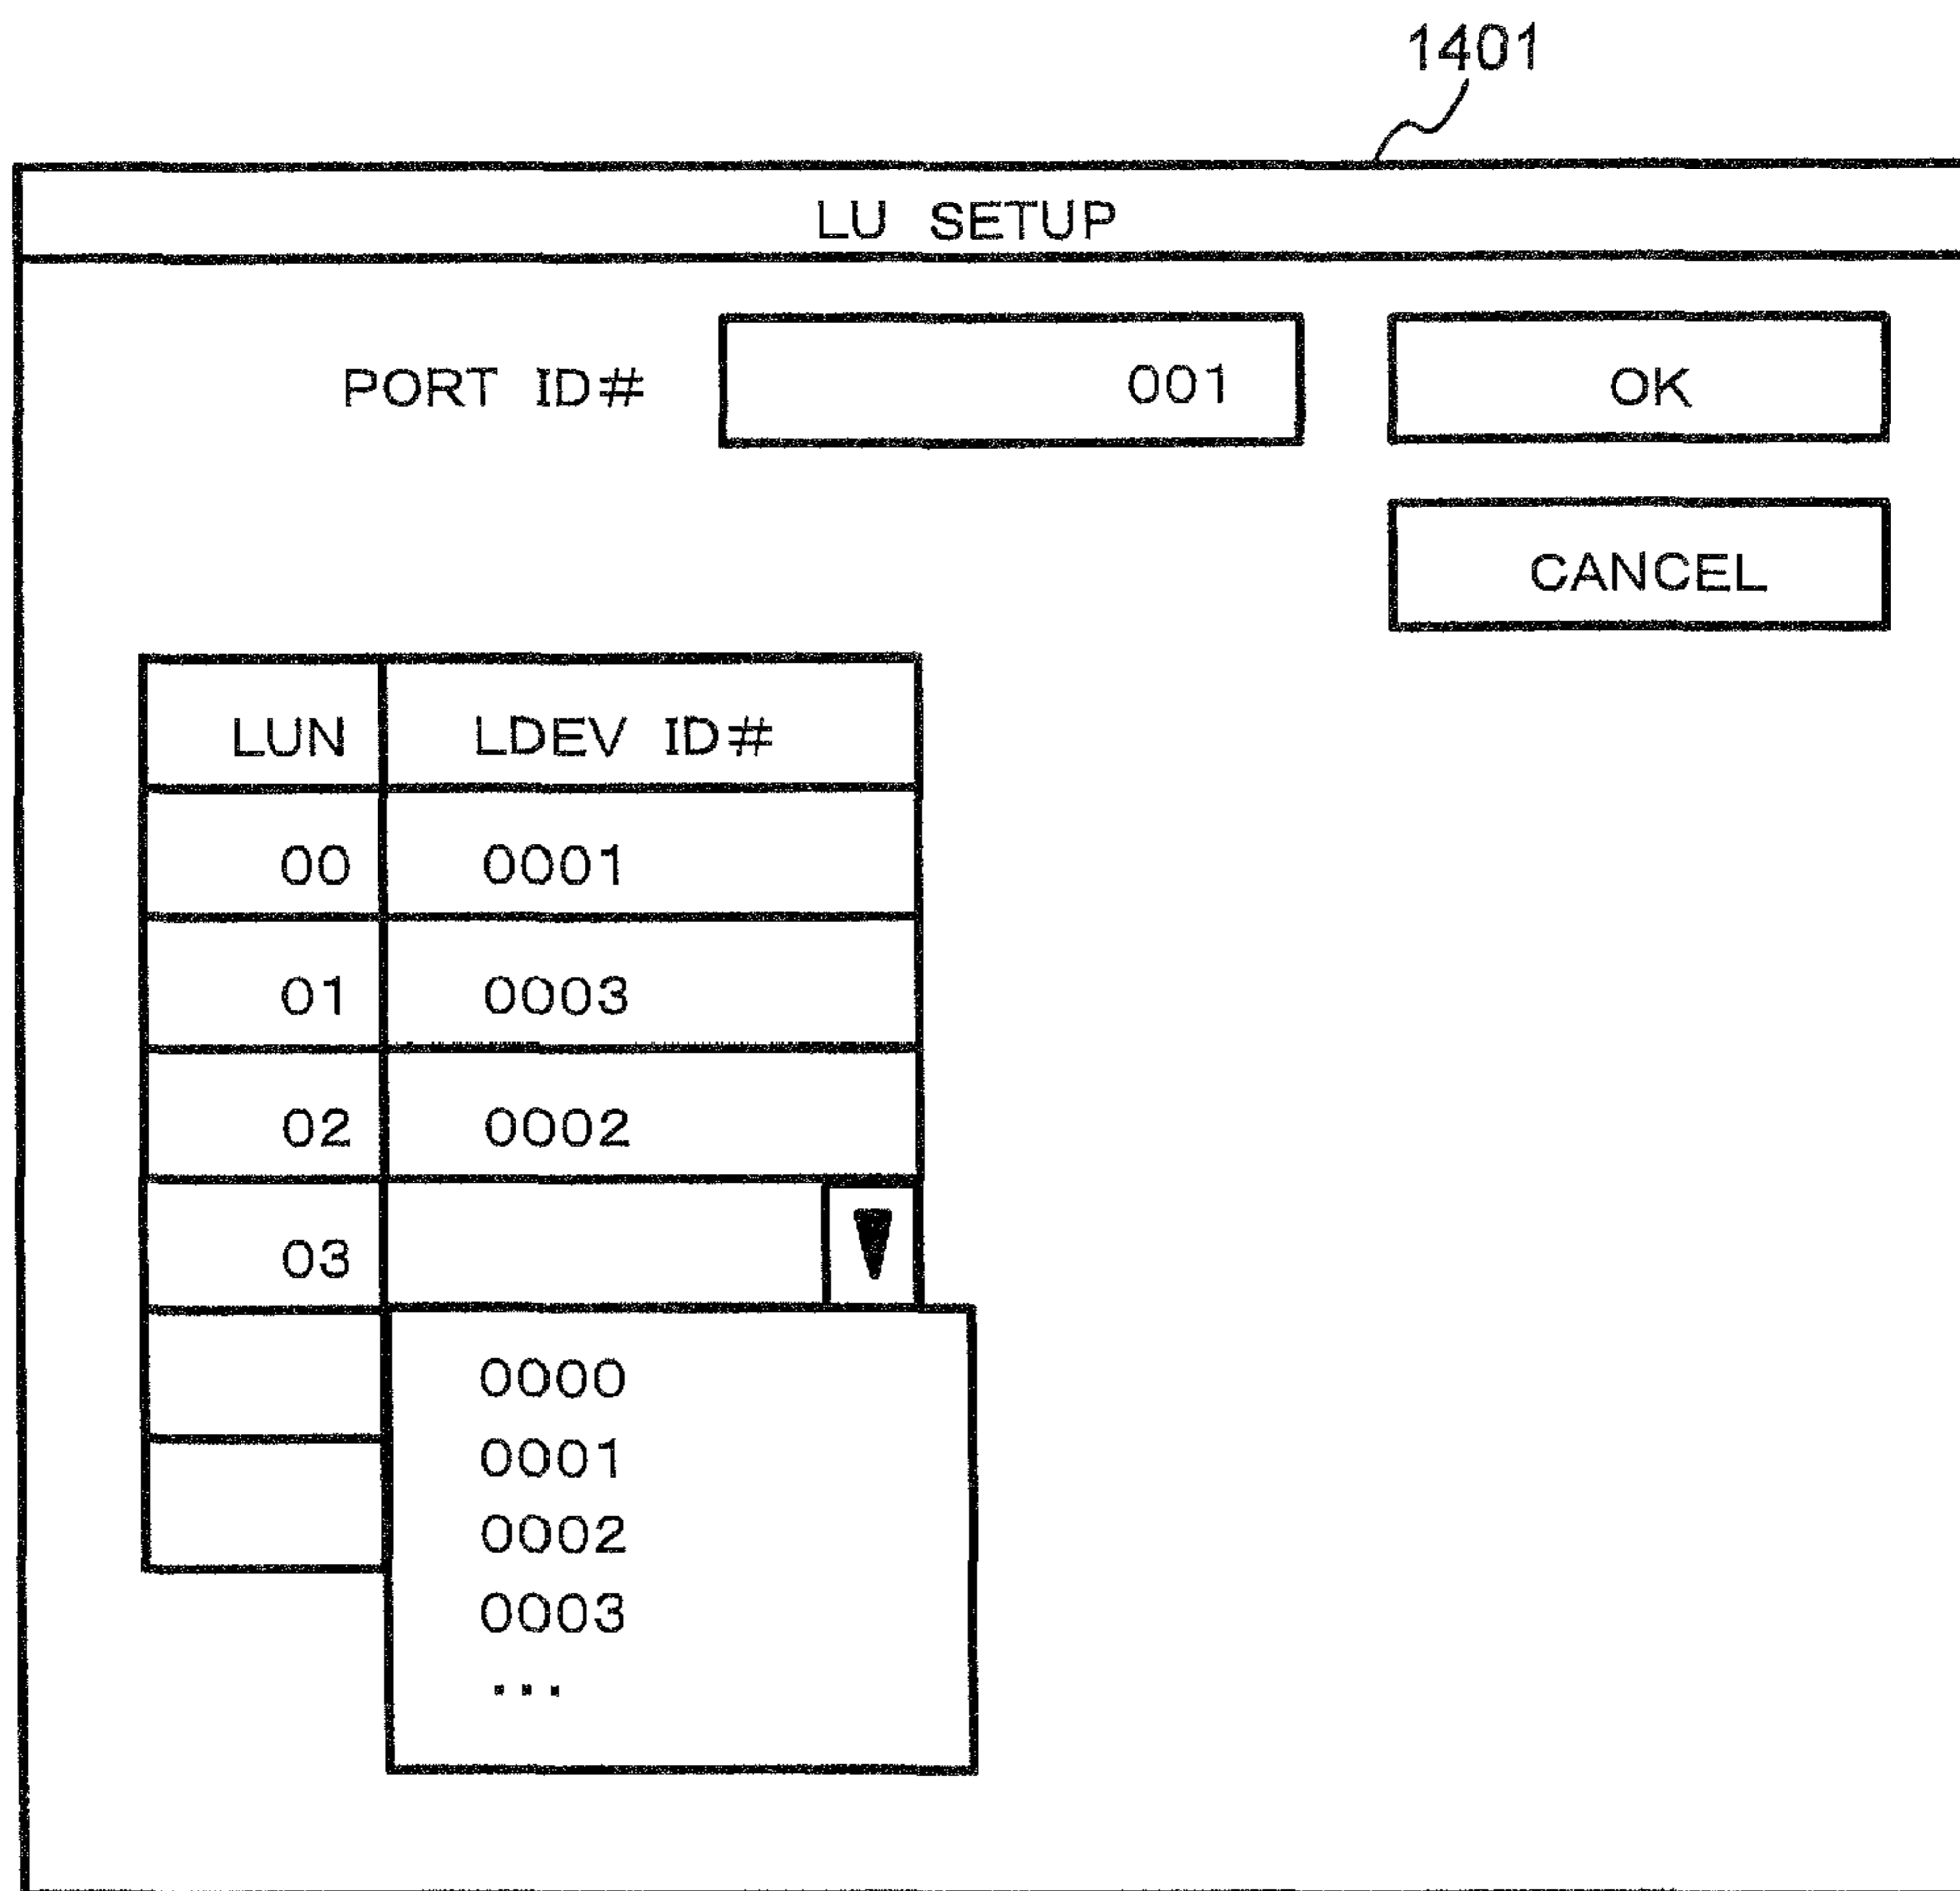 1401
LU SETUP
PORT ID# 001 OK
CANCEL
LUN LDEV ID#
00 0001
01 0003
02 0002
03
0000
0001
0002
0003
...